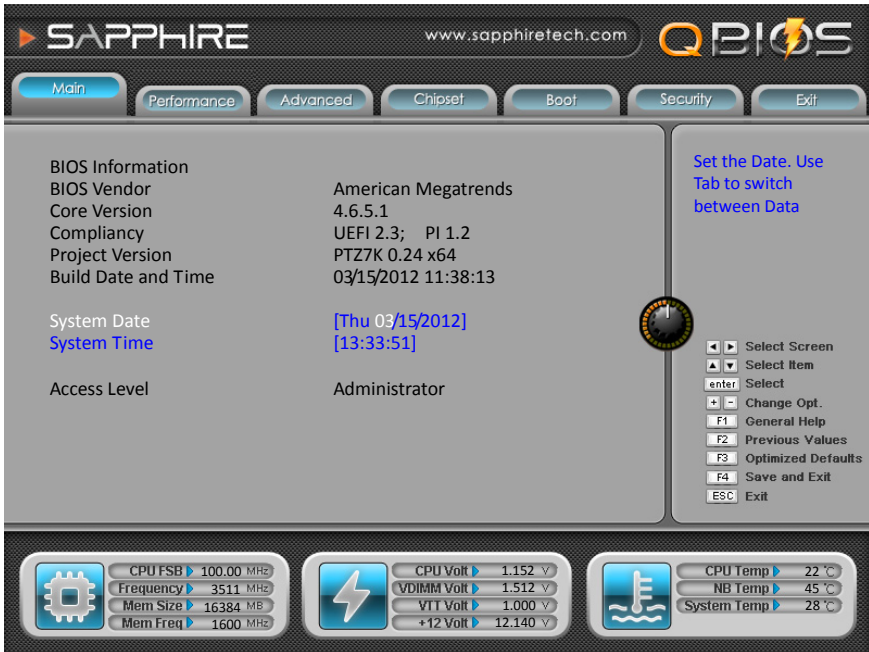 SAPPHIRE
www.sapphiretech.com
QBIOS
Main
Performance
Advanced
Chipset
Boot
Security
Exit
BIOS Information
BIOS Vendor American Megatrends
Core Version 4.6.5.1
Compliancy UEFI 2.3; PI 1.2
Project Version PTZ7K 0.24 x64
Build Date and Time 03/15/2012 11:38:13
System Date [Thu 03/15/2012]
System Time [13:33:51]
Access Level Administrator
Set the Date. Use
Tab to switch
between Data
Select Screen
Select Item
enter Select
+ - Change Opt.
F1 General Help
F2 Previous Values
F3 Optimized Defaults
F4 Save and Exit
ESC Exit
CPU FSB 100.00 MHz
Frequency 3511 MHz
Mem Size 16384 MB
Mem Freq 1600 MHz
CPU Volt 1.152 V
VDIMM Volt 1.512 V
VTT Volt 1.000 V
+12 Volt 12.140 V
CPU Temp 22 °C
NB Temp 45 °C
System Temp 28 °C